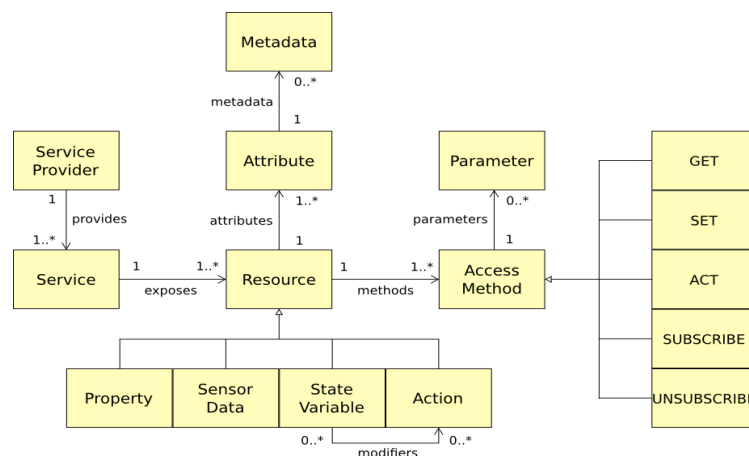 Metadata
0..*
metadata
1
Service
Provider
Attribute
Parameter
GET
1
provides
1..*
1..*
attributes
1
0..*
parameters
1
SET
Service
1
1..*
exposes
Resource
1
1..*
methods
Access
Method
ACT
SUBSCRIBE
Property
Sensor
Data
State
Variable
Action
UNSUBSCRIBE
0..*
0..*
modifiers